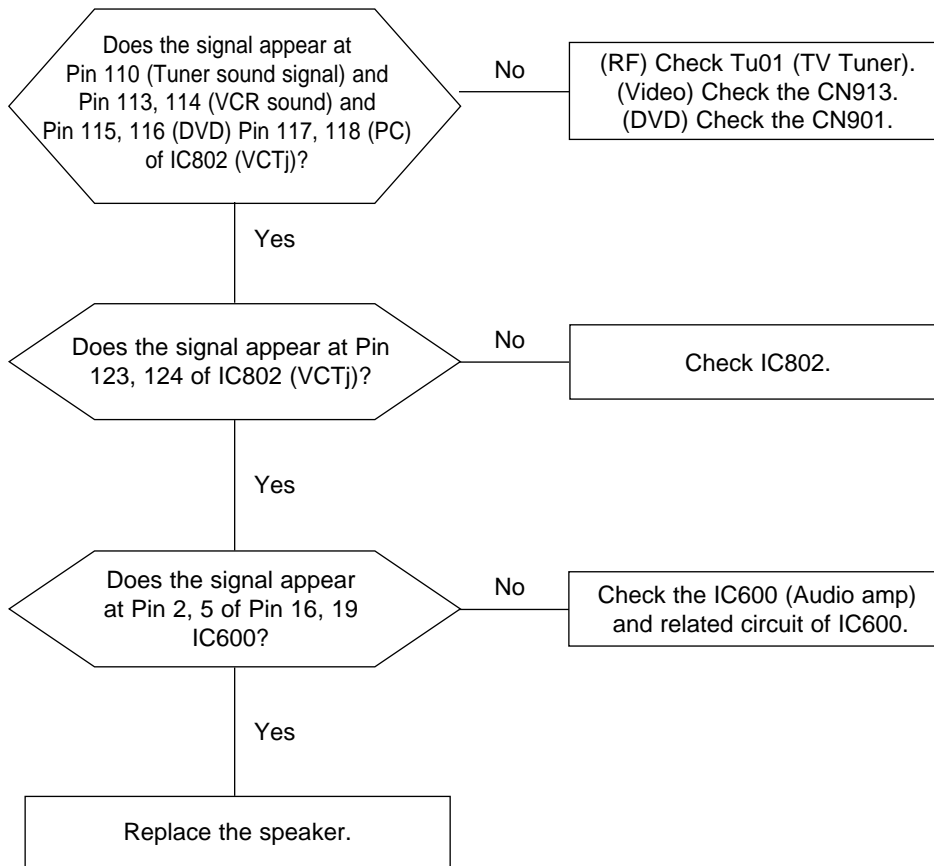 Does the signal appear at
Pin 110 (Tuner sound signal) and
Pin 113, 114 (VCR sound) and
Pin 115, 116 (DVD) Pin 117, 118 (PC)
of IC802 (VCTj)?
No
(RF) Check Tu01 (TV Tuner).
(Video) Check the CN913.
(DVD) Check the CN901.
Yes
Does the signal appear at Pin
123, 124 of IC802 (VCTj)?
No
Check IC802.
Yes
Does the signal appear
at Pin 2, 5 of Pin 16, 19
IC600?
No
Check the IC600 (Audio amp)
and related circuit of IC600.
Yes
Replace the speaker.